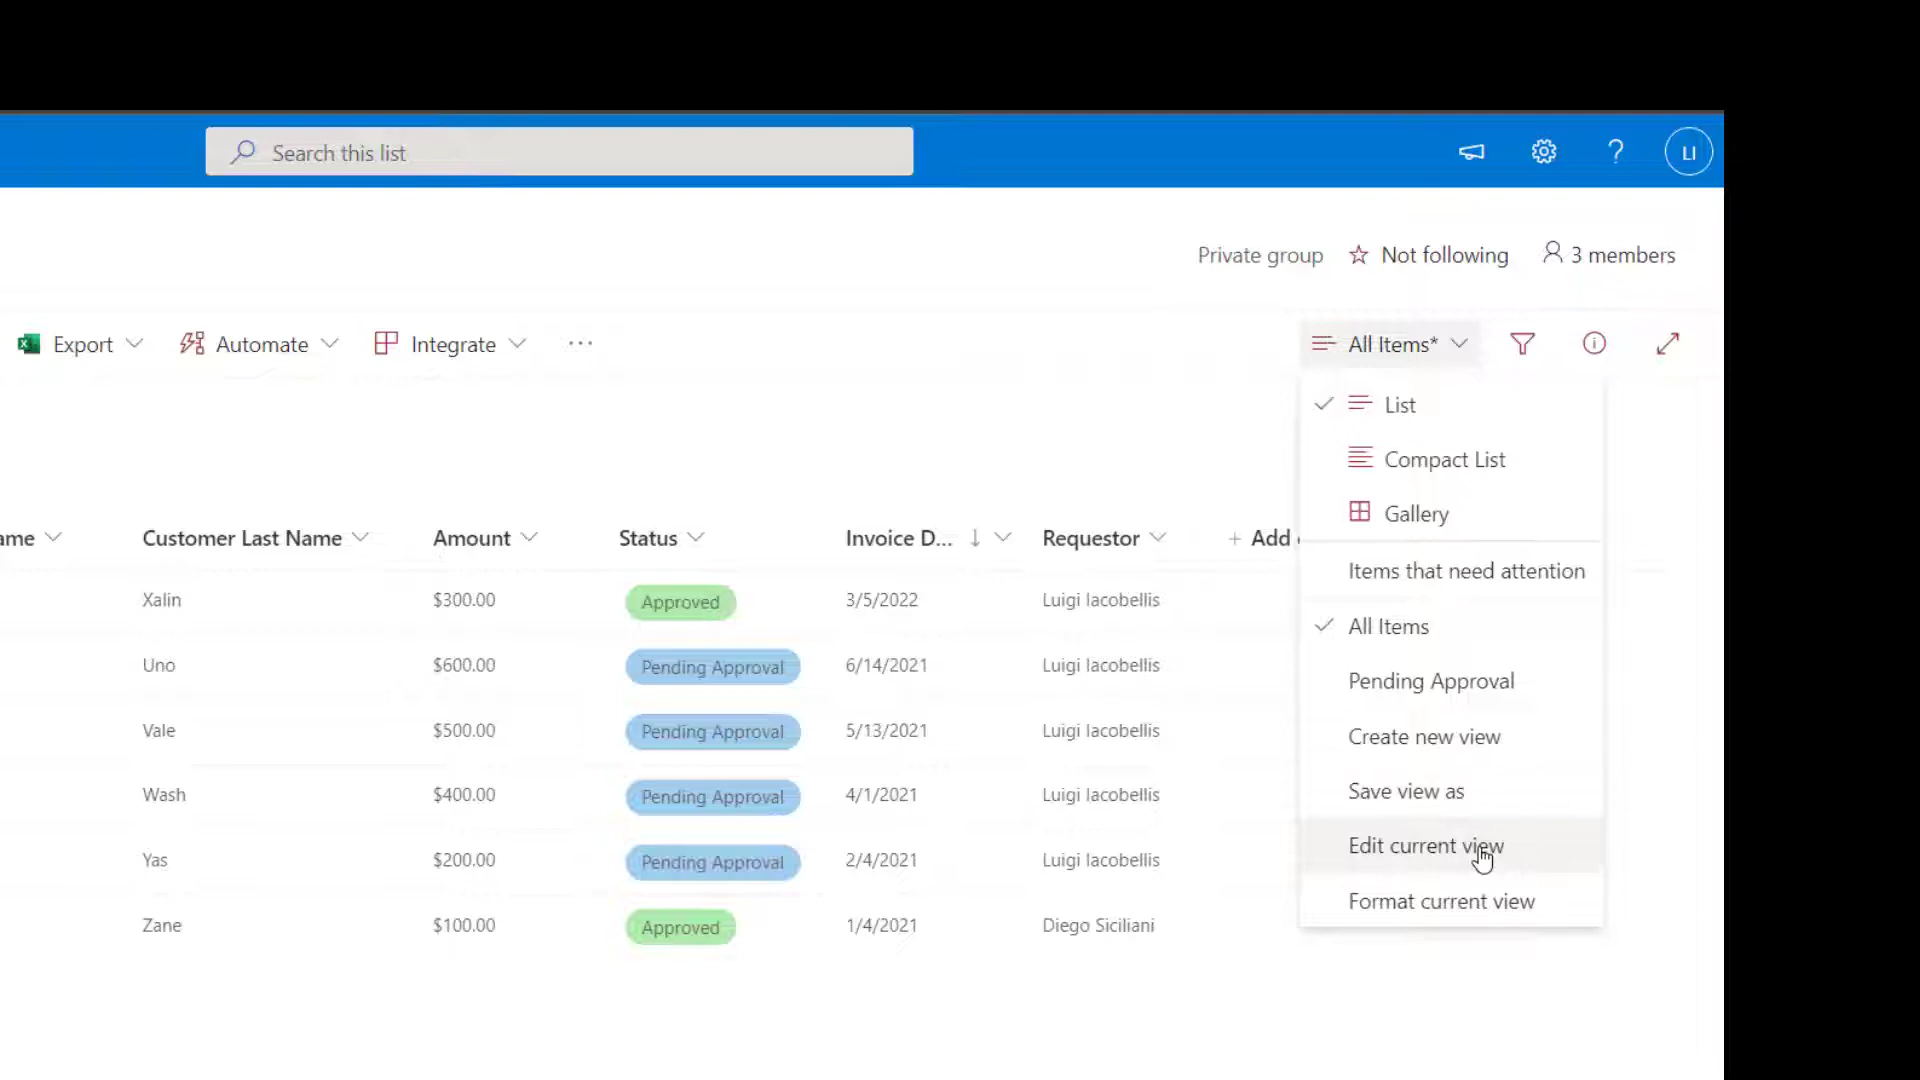 Search this list
?
LI
Private group
Not following
3 members
Export
Automate
Integrate
...
All Items*
List
Compact List
Gallery
Items that need attention
All Items
Pending Approval
Create new view
Save view as
Edit current view
Format current view
ame Customer Last Name Amount Status Invoice D... ↓ Requestor + Add
Xalin $300.00 Approved 3/5/2022 Luigi Iacobellis
Uno $600.00 Pending Approval 6/14/2021 Luigi Iacobellis
Vale $500.00 Pending Approval 5/13/2021 Luigi Iacobellis
Wash $400.00 Pending Approval 4/1/2021 Luigi Iacobellis
Yas $200.00 Pending Approval 2/4/2021 Luigi Iacobellis
Zane $100.00 Approved 1/4/2021 Diego Siciliani